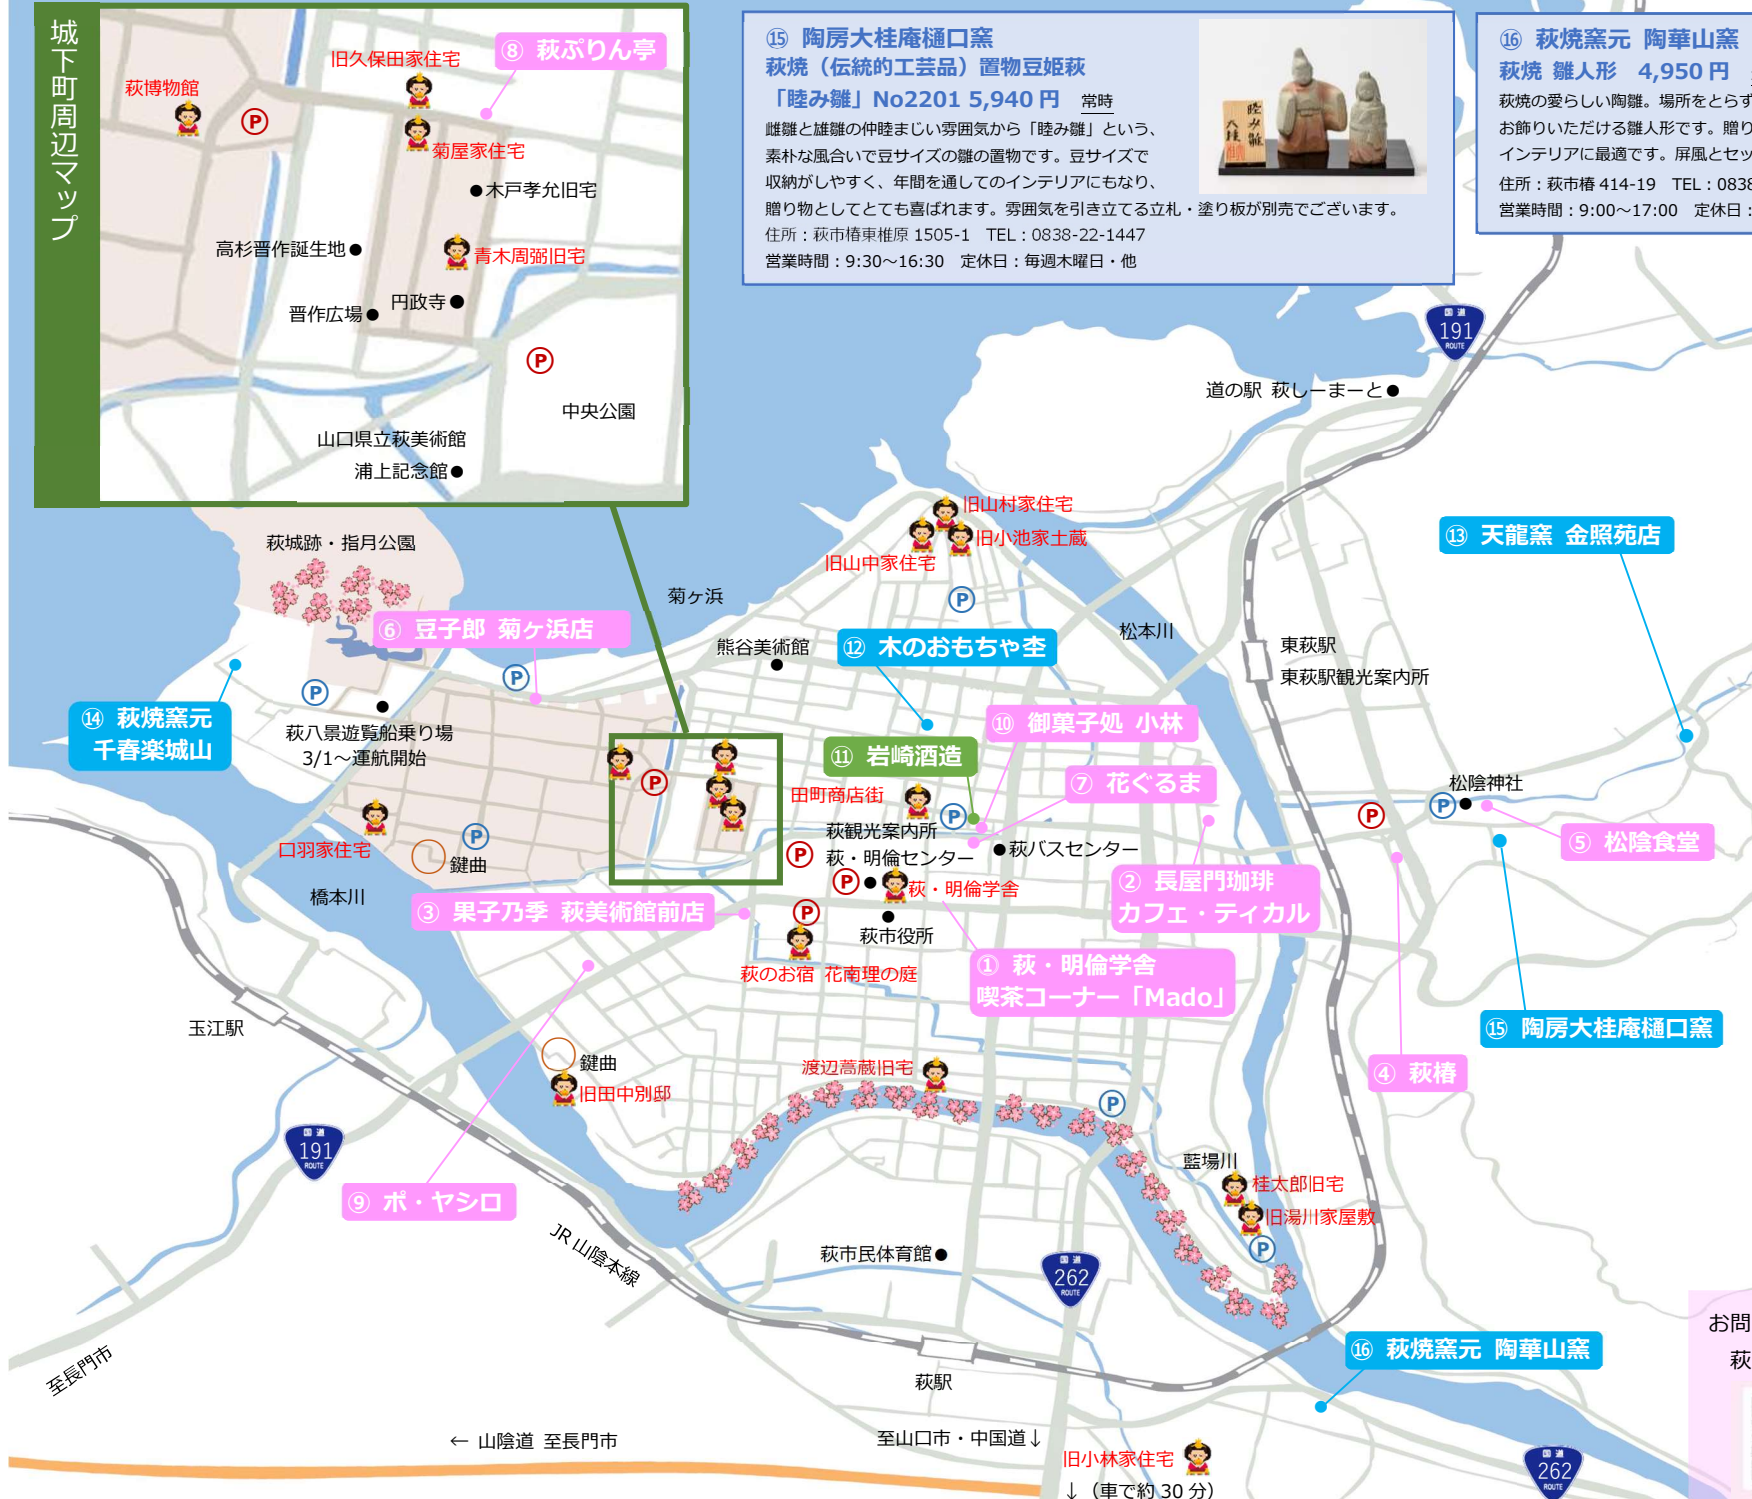 城下町周辺マップ
萩博物館
旧久保田家住宅
⑧ 萩ぷりん亭
P
菊屋家住宅
●木戸孝允旧宅
高杉晋作誕生地●
青木周弼旧宅
円政寺●
晋作広場●
P
中央公園
山口県立萩美術館
浦上記念館●
⑮ 陶房大桂庵樋口窯
萩焼（伝統的工芸品）置物豆姫萩
「睦み雛」No2201 5,940 円 常時
雌雛と雄雛の仲睦まじい雰囲気から「睦み雛」という、
素朴な風合いで豆サイズの雛の置物です。豆サイズで
収納がしやすく、年間を通してのインテリアにもなり、
贈り物としてとても喜ばれます。雰囲気を引き立てる立札・塗り板が別売でございます。
住所：萩市椿東椎原 1505-1 TEL：0838-22-1447
営業時間：9:30～16:30 定休日：毎週木曜日・他
睦み雛
大桂
⑯ 萩焼窯元 陶華山窯
萩焼 雛人形 4,950 円
萩焼の愛らしい陶雛。場所をとらず
お飾りいただける雛人形です。贈り
インテリアに最適です。屏風とセッ
住所：萩市椿 414-19 TEL：0838
営業時間：9:00～17:00 定休日：
国道
191
ROUTE
道の駅 萩しーまーと●
旧山村家住宅
旧小池家土蔵
旧山中家住宅
P
⑬ 天龍窯 金照苑店
萩城跡・指月公園
菊ヶ浜
⑥ 豆子郎 菊ヶ浜店
熊谷美術館
⑫ 木のおもちゃ杢
松本川
東萩駅
東萩駅観光案内所
P
P
⑭ 萩焼窯元
千春楽城山
萩八景遊覧船乗り場
3/1～運航開始
⑩ 御菓子処 小林
⑪ 岩崎酒造
⑦ 花ぐるま
P
田町商店街
P
萩観光案内所
萩・明倫センター
●萩バスセンター
松陰神社
P
P
⑤ 松陰食堂
口羽家住宅
P
鍵曲
P
P
萩・明倫学舎
② 長屋門珈琲
カフェ・ティカル
橋本川
③ 果子乃季 萩美術館前店
P
萩市役所
萩のお宿 花南理の庭
① 萩・明倫学舎
喫茶コーナー「Mado」
玉江駅
⑮ 陶房大桂庵樋口窯
鍵曲
旧田中別邸
渡辺蒿蔵旧宅
④ 萩椿
P
国道
191
ROUTE
藍場川
桂太郎旧宅
旧湯川家屋敷
P
⑨ ポ・ヤシロ
JR 山陰本線
萩市民体育館●
国道
262
ROUTE
至長門市
⑯ 萩焼窯元 陶華山窯
お問
萩
萩駅
← 山陰道 至長門市
至山口市・中国道↓
旧小林家住宅
↓（車で約 30 分）
国道
262
ROUTE